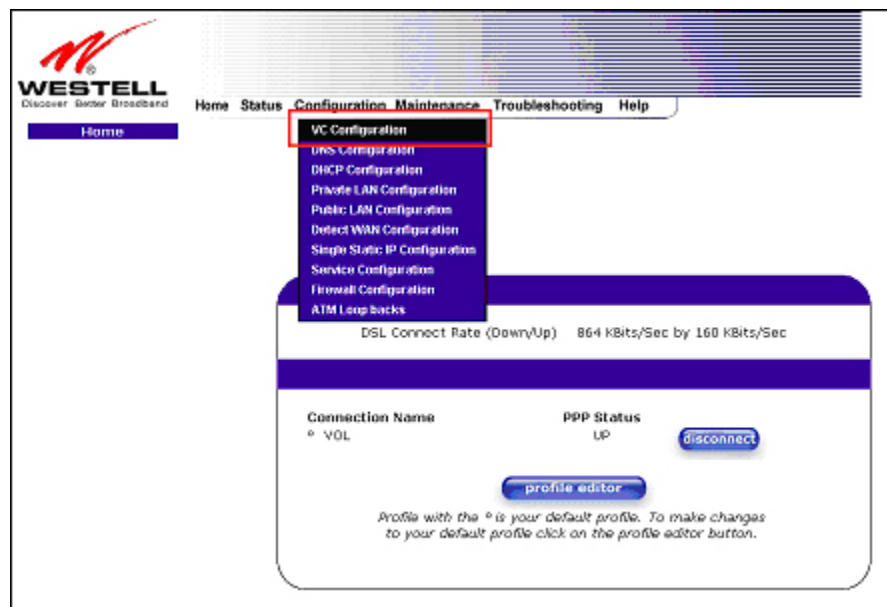 WESTELL
Discover Better Broadband
Home Status Configuration Maintenance Troubleshooting Help
Home
VC Configuration
DNS Configuration
DHCP Configuration
Private LAN Configuration
Public LAN Configuration
Detect WAN Configuration
Single Static IP Configuration
Service Configuration
Firewall Configuration
ATM Loop backs
DSL Connect Rate (Down/Up) 864 KBits/Sec by 160 KBits/Sec
Connection Name PPP Status
º VOL UP disconnect
profile editor
Profile with the º is your default profile. To make changes
to your default profile click on the profile editor button.